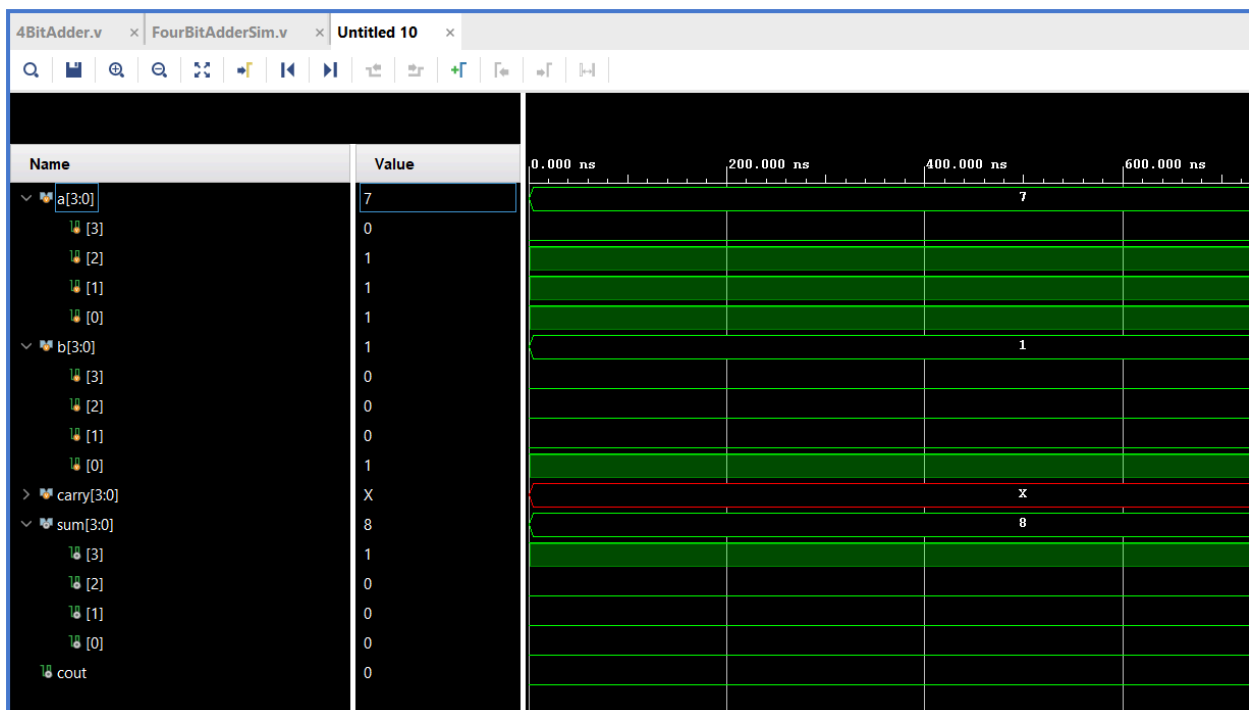 4BitAdder.v × FourBitAdderSim.v × Untitled 10 ×
Name Value 0.000 ns 200.000 ns 400.000 ns 600.000 ns
a[3:0] 7 7
[3] 0
[2] 1
[1] 1
[0] 1
b[3:0] 1 1
[3] 0
[2] 0
[1] 0
[0] 1
carry[3:0] X X
sum[3:0] 8 8
[3] 1
[2] 0
[1] 0
[0] 0
cout 0